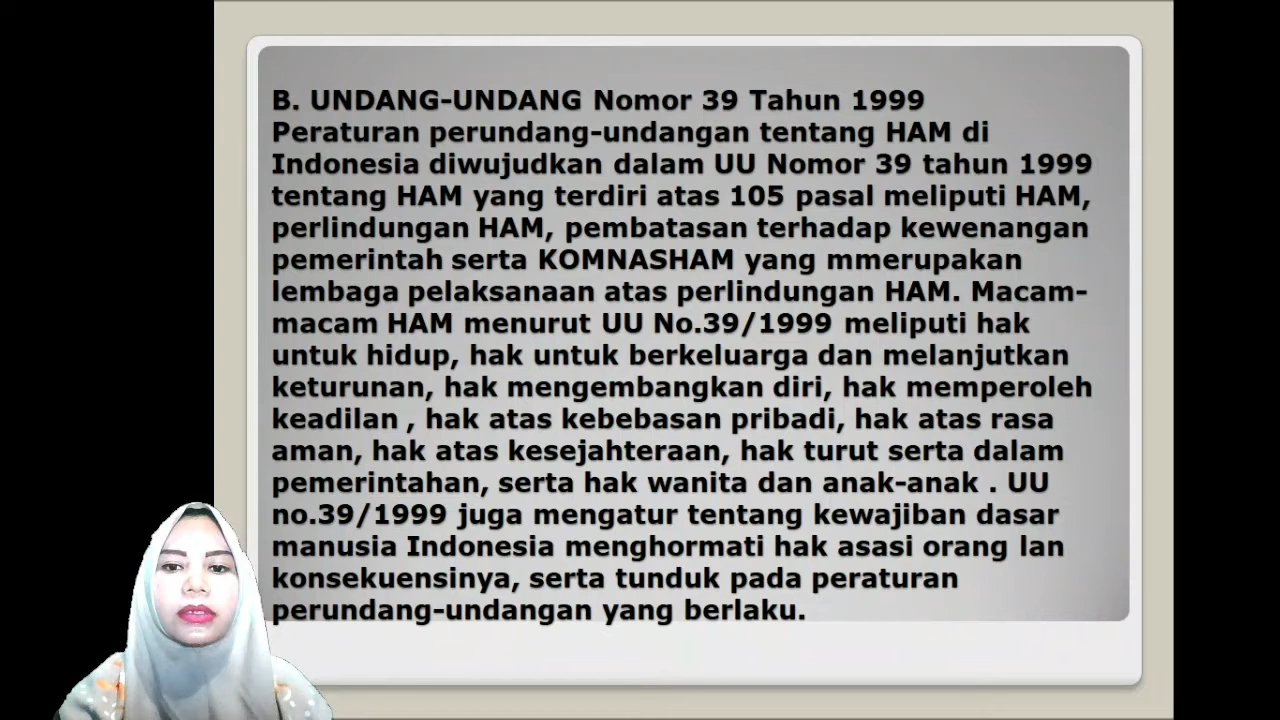 B. UNDANG-UNDANG Nomor 39 Tahun 1999
Peraturan perundang-undangan tentang HAM di
Indonesia diwujudkan dalam UU Nomor 39 tahun 1999
tentang HAM yang terdiri atas 105 pasal meliputi HAM,
perlindungan HAM, pembatasan terhadap kewenangan
pemerintah serta KOMNASHAM yang mmerupakan
lembaga pelaksanaan atas perlindungan HAM. Macam-
macam HAM menurut UU No.39/1999 meliputi hak
untuk hidup, hak untuk berkeluarga dan melanjutkan
keturunan, hak mengembangkan diri, hak memperoleh
keadilan , hak atas kebebasan pribadi, hak atas rasa
aman, hak atas kesejahteraan, hak turut serta dalam
pemerintahan, serta hak wanita dan anak-anak . UU
no.39/1999 juga mengatur tentang kewajiban dasar
manusia Indonesia menghormati hak asasi orang lan
konsekuensinya, serta tunduk pada peraturan
perundang-undangan yang berlaku.